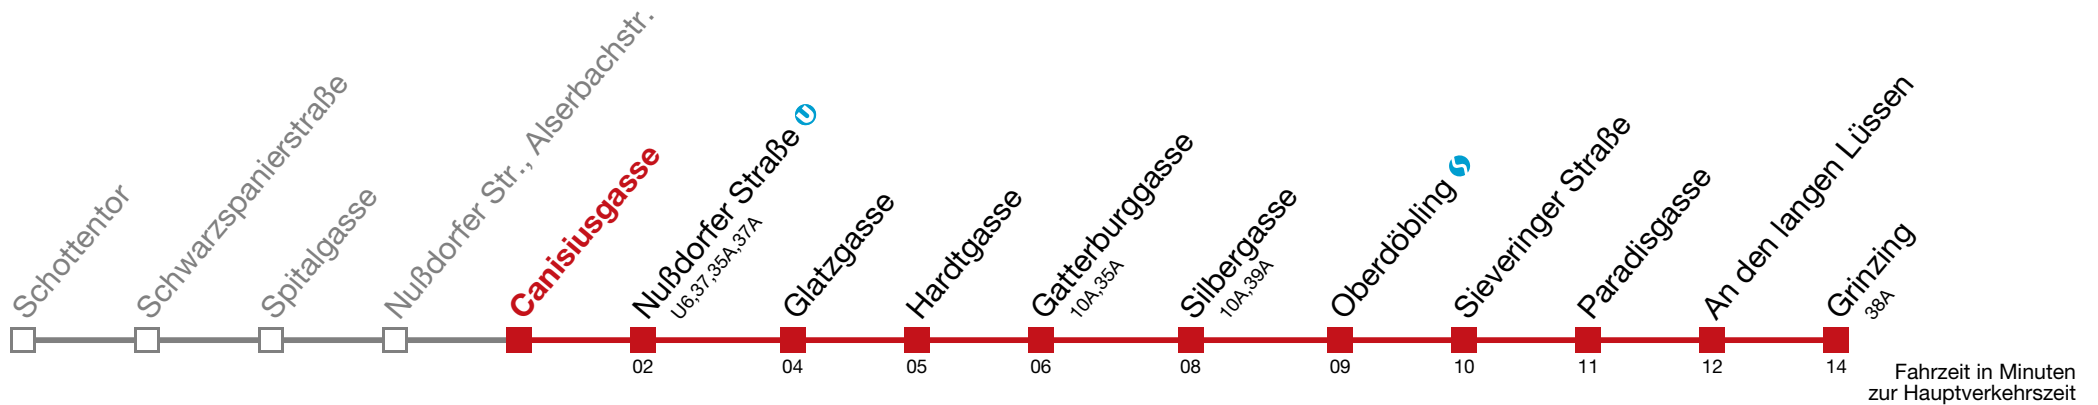 Schottentor
Schwarzspanierstraße
Spitalgasse
Nußdorfer Str., Alserbachstr.
Canisiusgasse
Nußdorfer Straße
U6,37,35A,37A
Glatzgasse
Hardtgasse
Gatterburggasse
10A,35A
Silbergasse
10A,39A
Oberdöbling
Sieveringer Straße
Paradisgasse
An den langen Lüssen
Grinzing
38A
02 04 05 06 08 09 10 11 12 14
Fahrzeit in Minuten
zur Hauptverkehrszeit